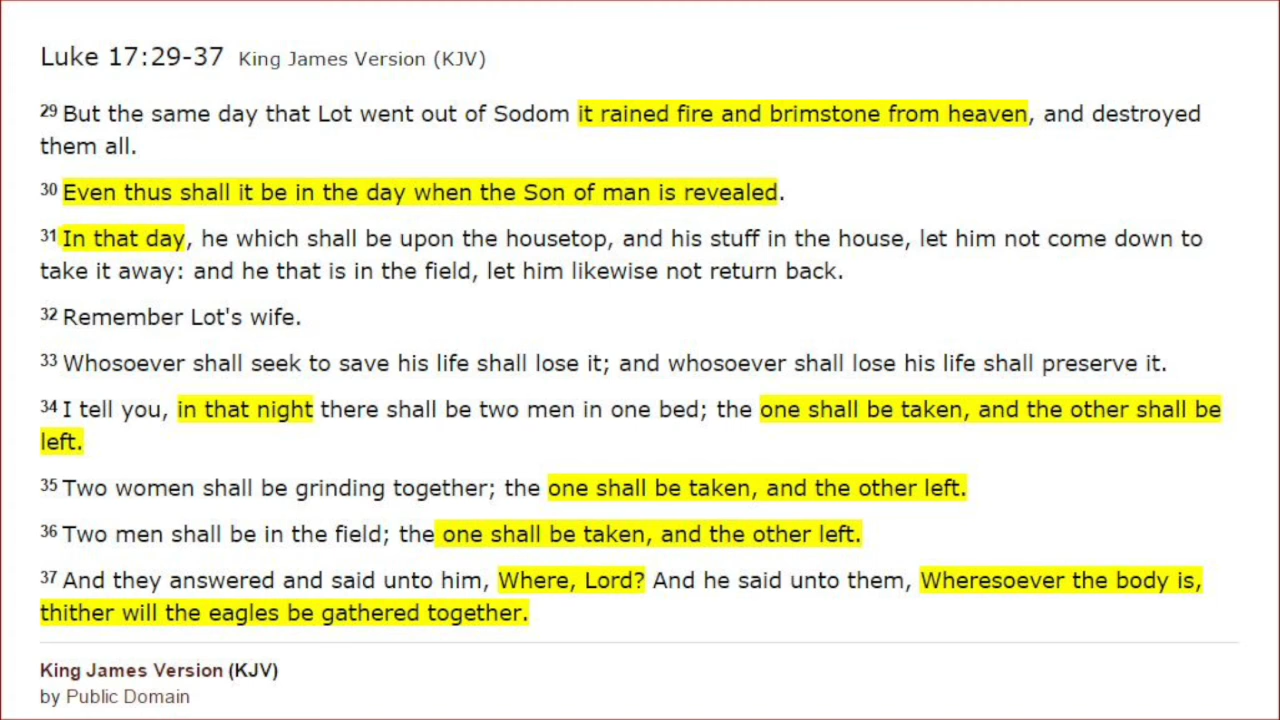 Luke 17:29-37 King James Version (KJV)
29 But the same day that Lot went out of Sodom it rained fire and brimstone from heaven, and destroyed
them all.
30 Even thus shall it be in the day when the Son of man is revealed.
31 In that day, he which shall be upon the housetop, and his stuff in the house, let him not come down to
take it away: and he that is in the field, let him likewise not return back.
32 Remember Lot's wife.
33 Whosoever shall seek to save his life shall lose it; and whosoever shall lose his life shall preserve it.
34 I tell you, in that night there shall be two men in one bed; the one shall be taken, and the other shall be
left.
35 Two women shall be grinding together; the one shall be taken, and the other left.
36 Two men shall be in the field; the one shall be taken, and the other left.
37 And they answered and said unto him, Where, Lord? And he said unto them, Wheresoever the body is,
thither will the eagles be gathered together.
King James Version (KJV)
by Public Domain